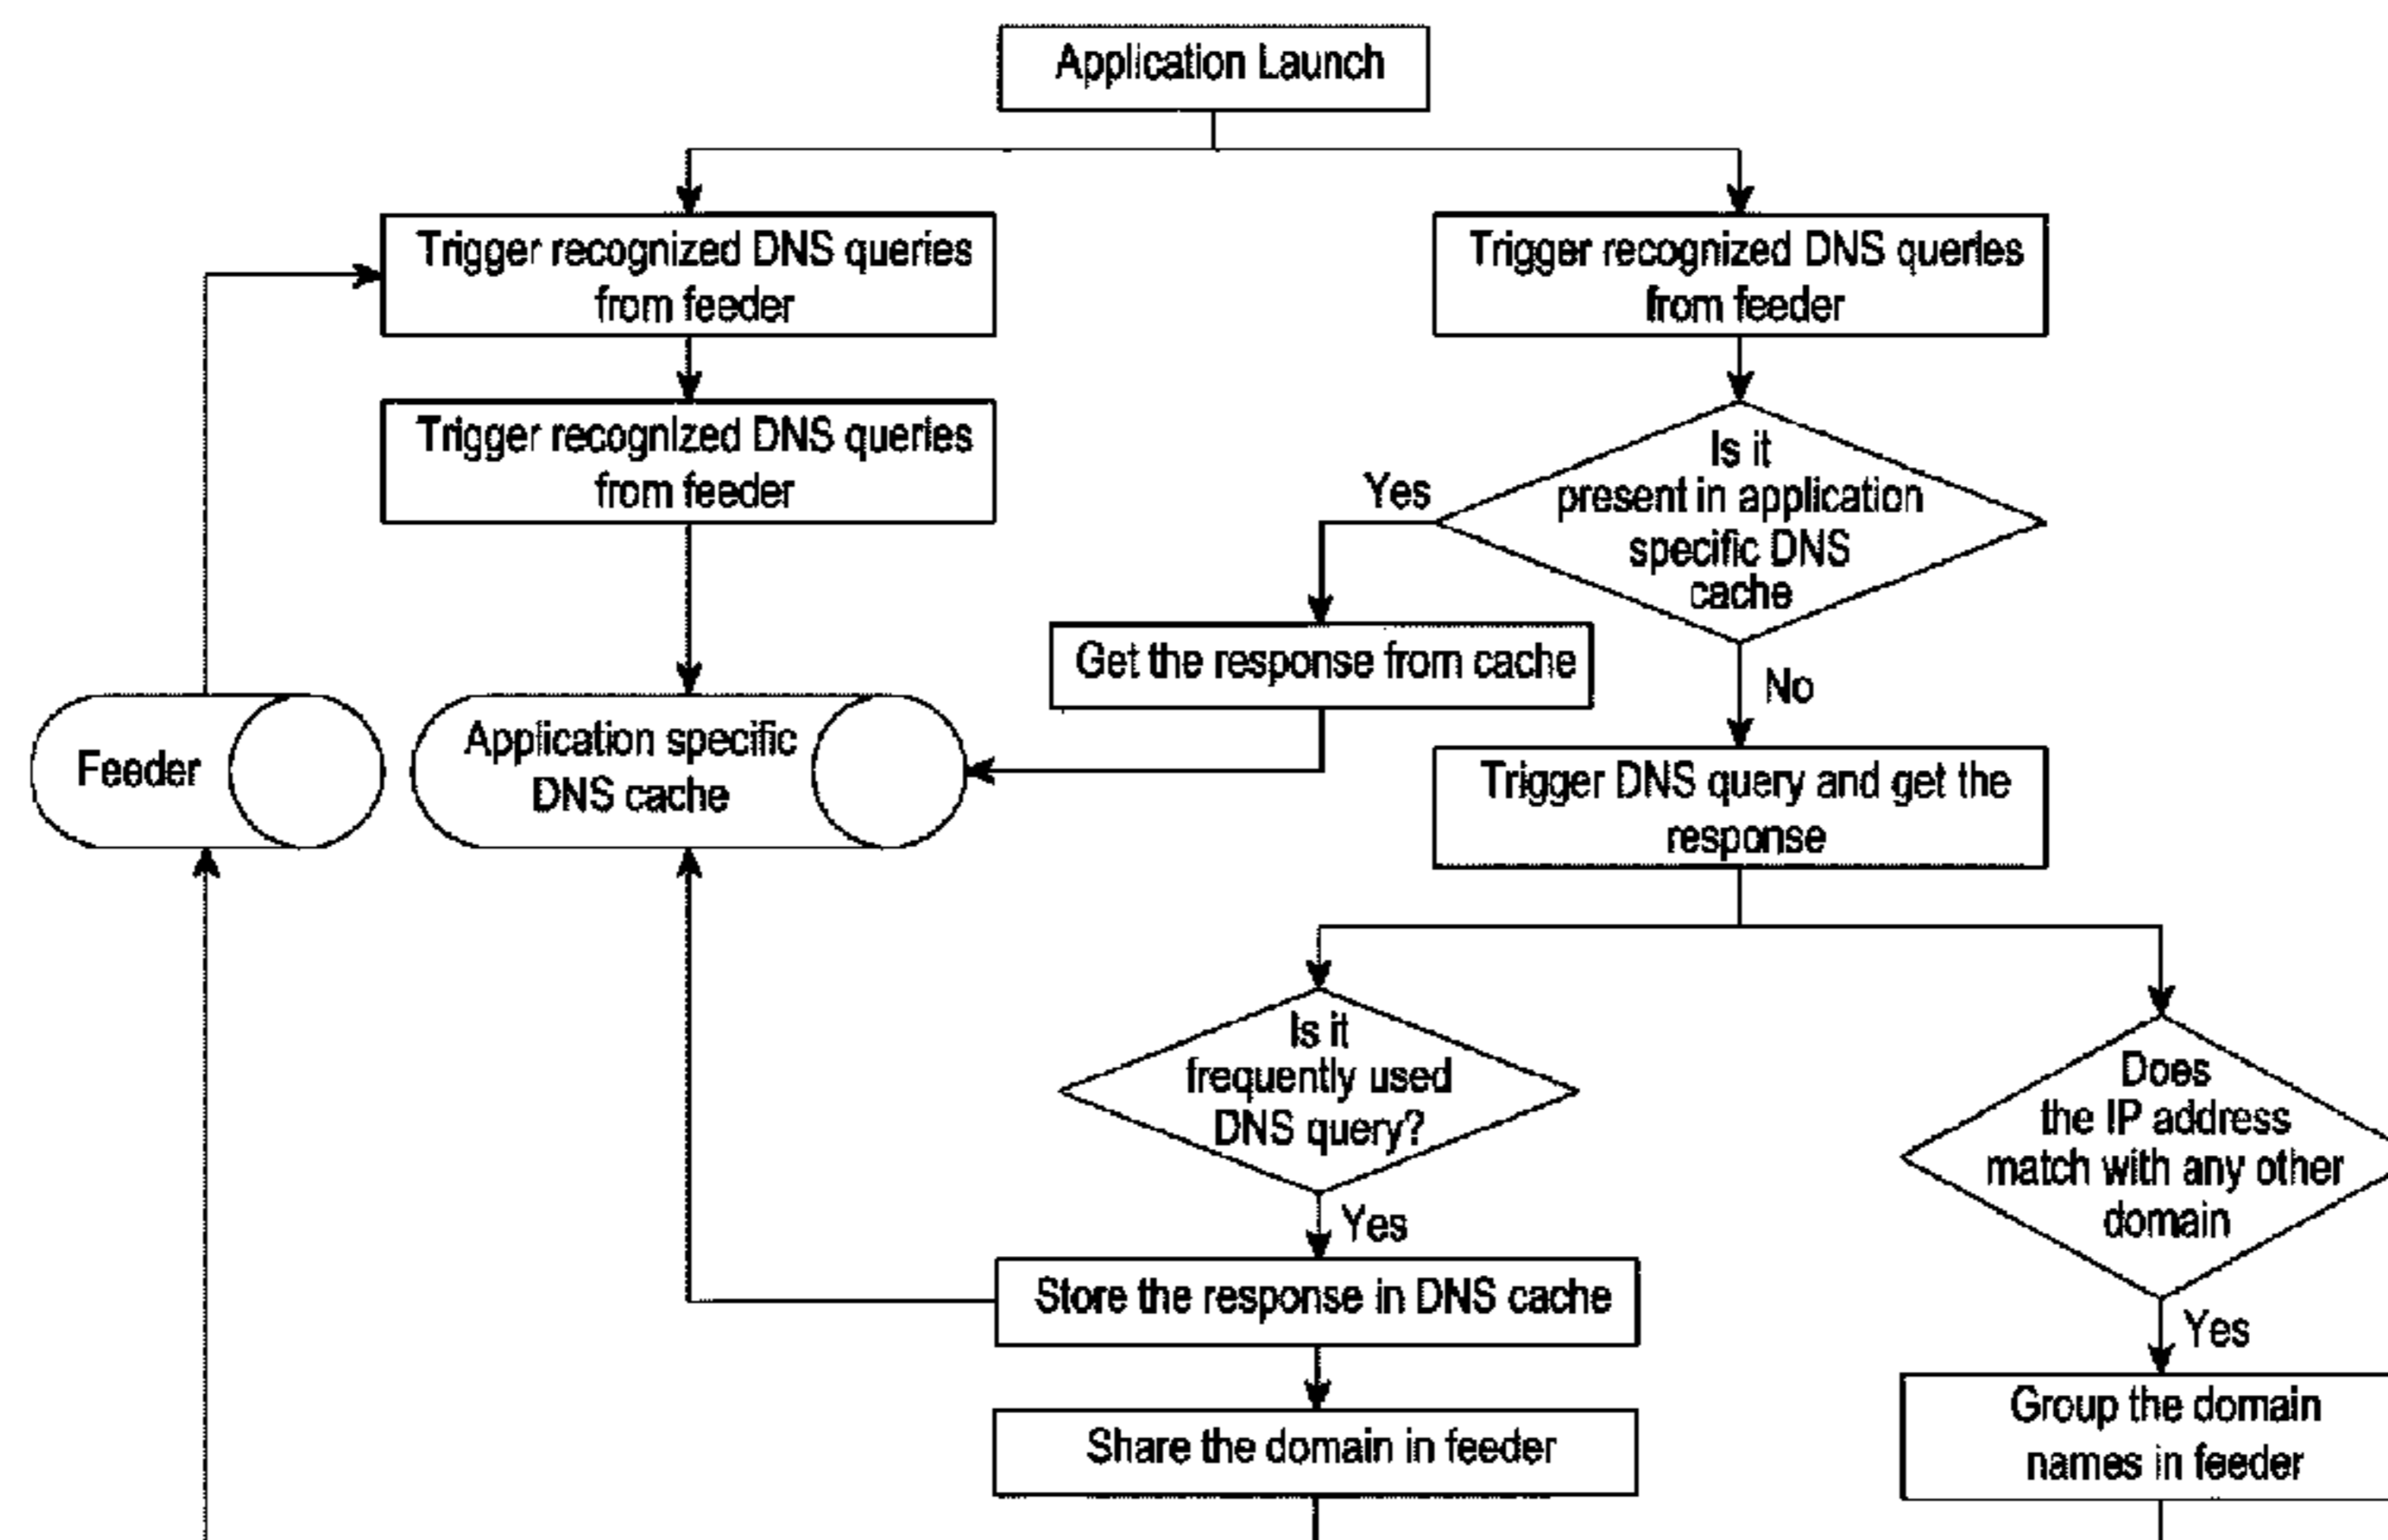 Application Launch
Trigger recognized DNS queries
from feeder
Trigger recognized DNS queries
from feeder
Trigger recognized DNS queries
from feeder
Is it
present in application
specific DNS
cache
Yes
No
Get the response from cache
Feeder
Application specific
DNS cache
Trigger DNS query and get the
response
Is it
frequently used
DNS query?
Yes
Does
the IP address
match with any other
domain
Yes
Store the response in DNS cache
Share the domain in feeder
Group the domain
names in feeder